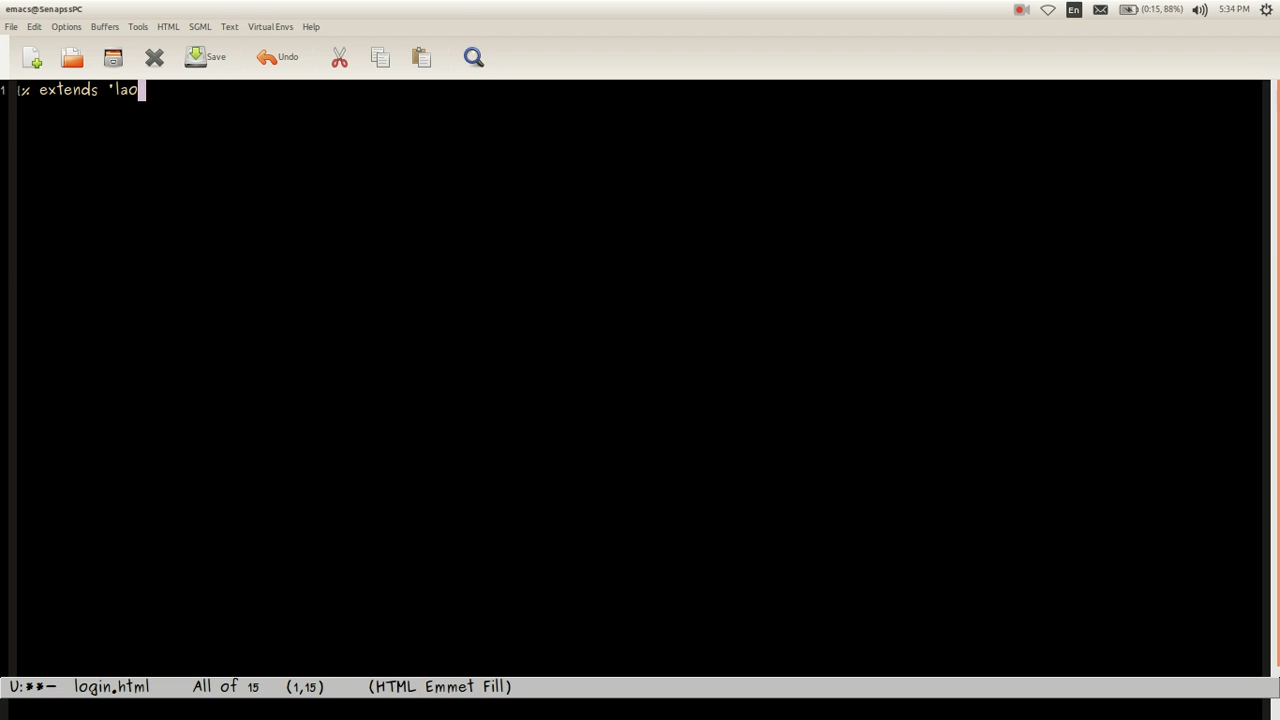 emacs@SenapssPC
En
(0:15, 88%)
5:34 PM
File Edit Options Buffers Tools HTML SGML Text Virtual Envs Help
Save
Undo
1 {% extends 'lao
U:**- login.html All of 15 (1,15) (HTML Emmet Fill)